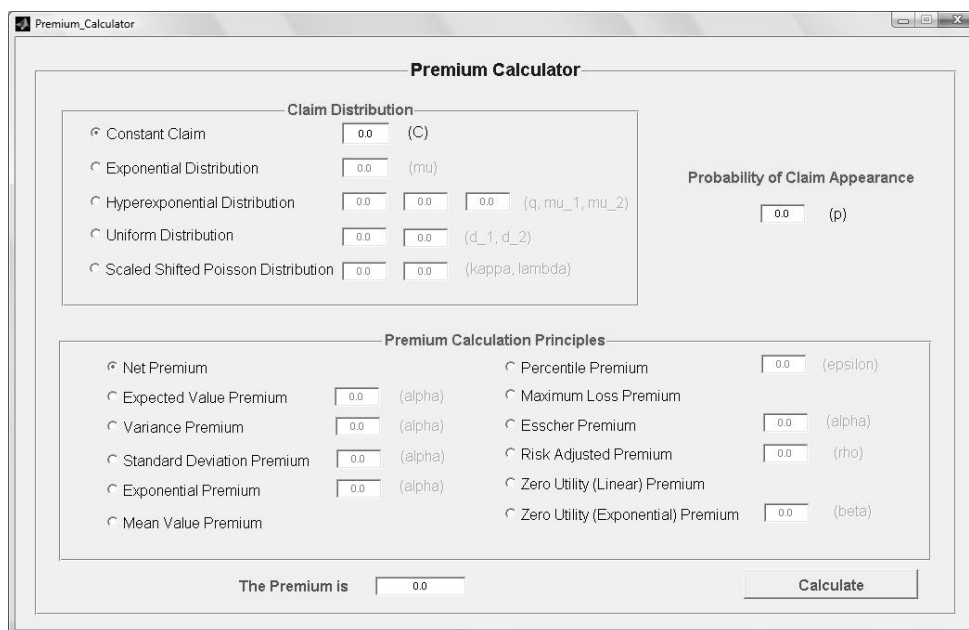 Premium_Calculator
Premium Calculator
Claim Distribution
Constant Claim 0.0 (C)
Exponential Distribution 0.0 (mu)
Hyperexponential Distribution 0.0 0.0 0.0 (q, mu_1, mu_2)
Uniform Distribution 0.0 0.0 (d_1, d_2)
Scaled Shifted Poisson Distribution 0.0 0.0 (kappa, lambda)
Probability of Claim Appearance
0.0 (p)
Premium Calculation Principles
Net Premium
Expected Value Premium 0.0 (alpha)
Variance Premium 0.0 (alpha)
Standard Deviation Premium 0.0 (alpha)
Exponential Premium 0.0 (alpha)
Mean Value Premium
Percentile Premium 0.0 (epsilon)
Maximum Loss Premium
Esscher Premium 0.0 (alpha)
Risk Adjusted Premium 0.0 (rho)
Zero Utility (Linear) Premium
Zero Utility (Exponential) Premium 0.0 (beta)
The Premium is 0.0
Calculate